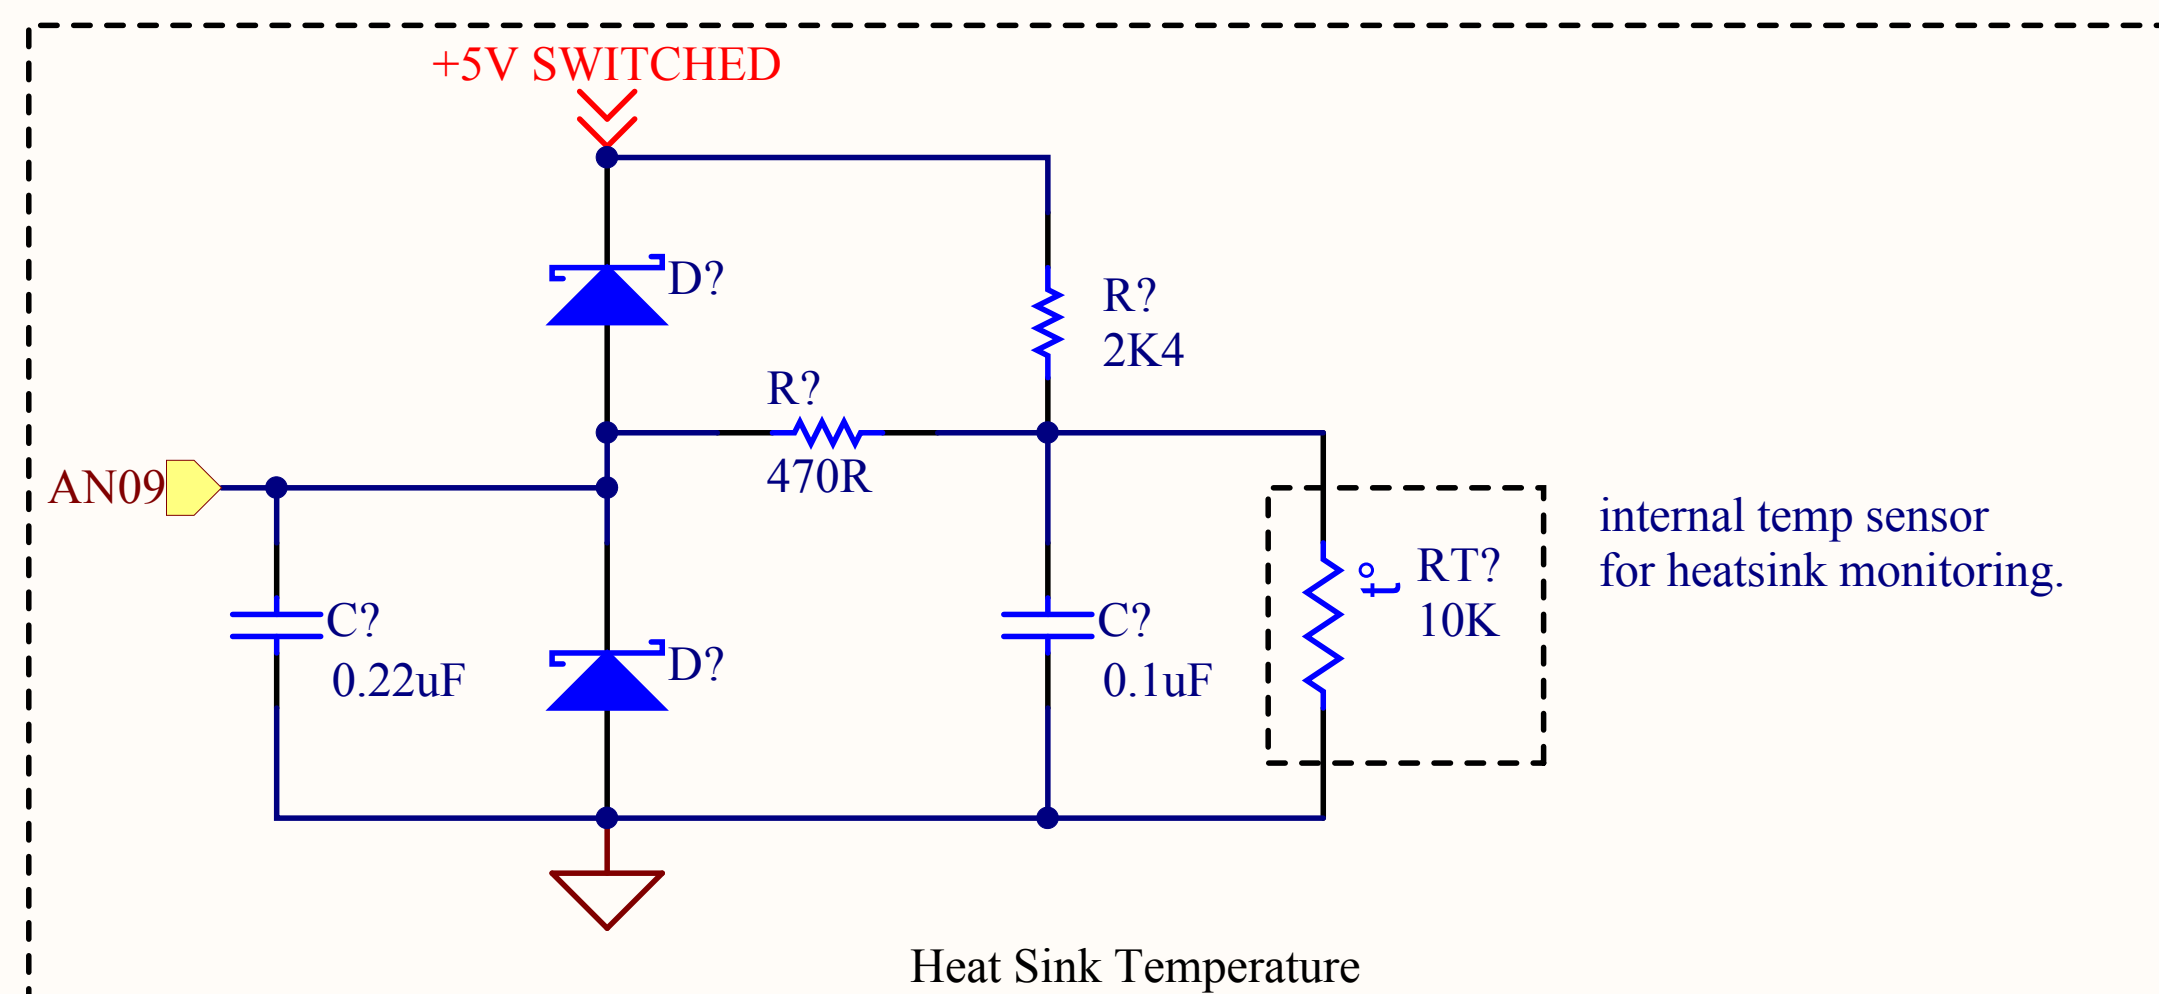 +5V SWITCHED
D?
R?
2K4
R?
470R
AN09
internal temp sensor
for heatsink monitoring.
t°
RT?
10K
C?
0.22uF
D?
C?
0.1uF
Heat Sink Temperature